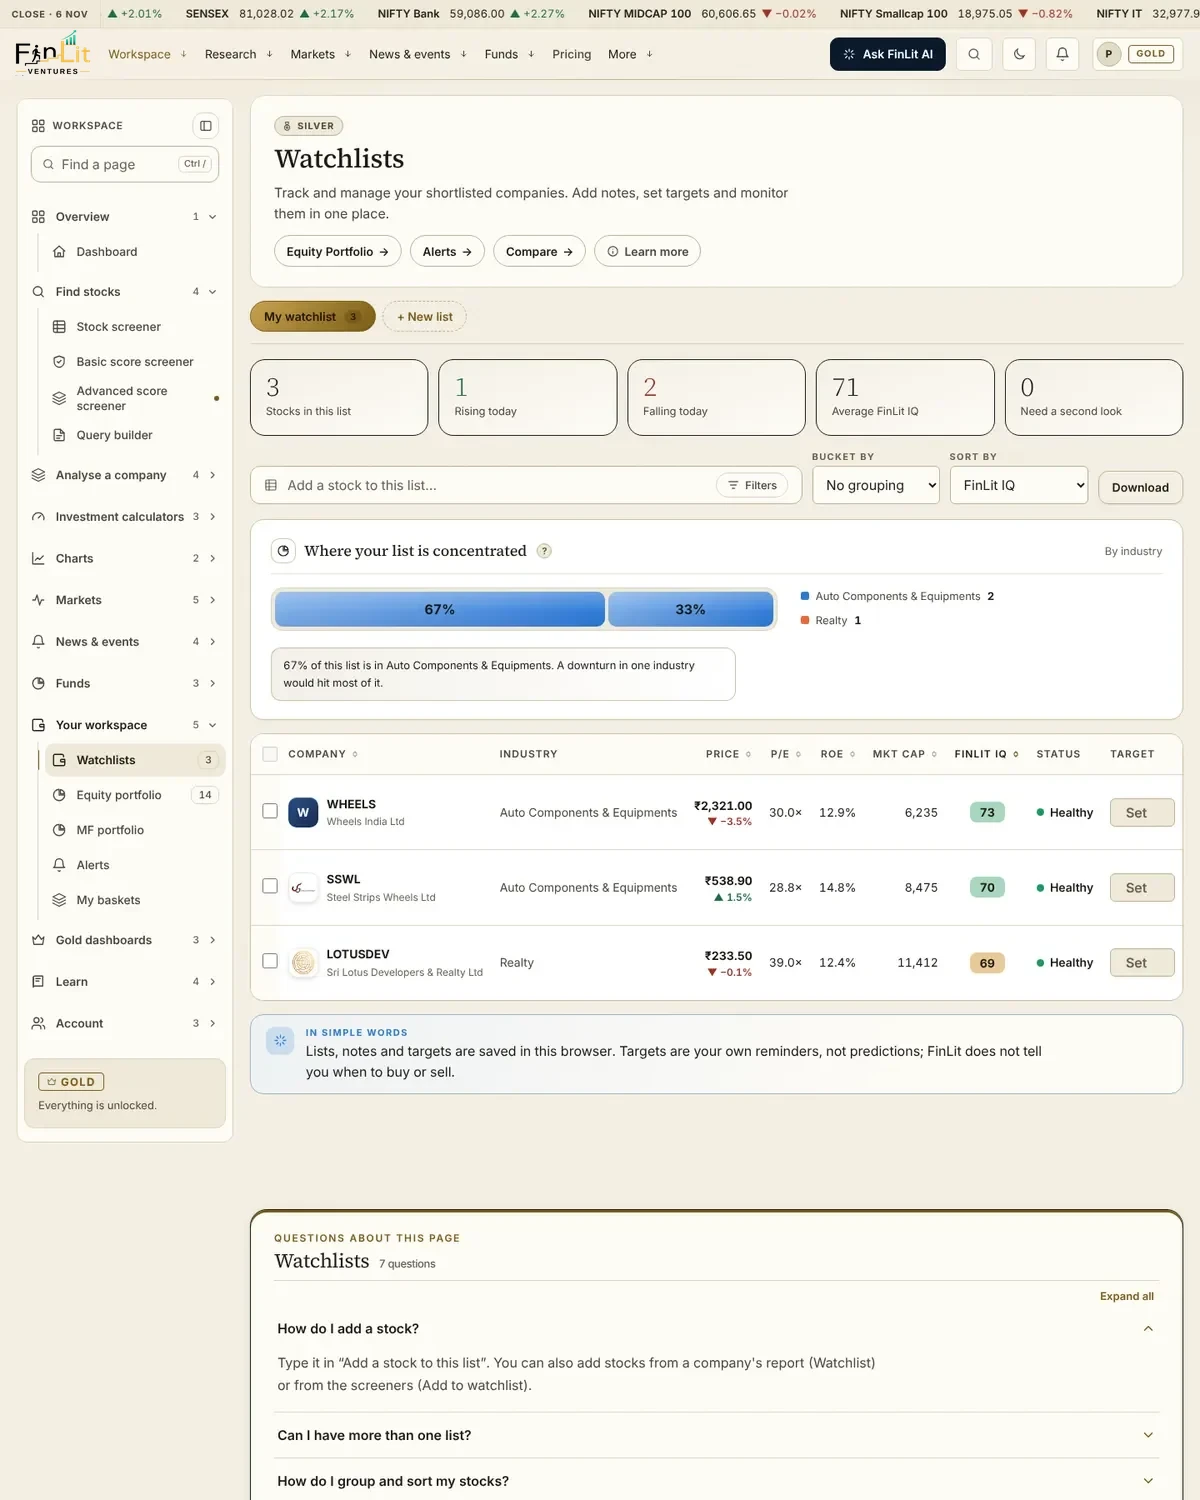 CLOSE · 6 NOV ▲ +2.01% SENSEX 81,028.02 ▲ +2.17% NIFTY Bank 59,086.00 ▲ +2.27% NIFTY MIDCAP 100 60,606.65 ▼ −0.02% NIFTY Smallcap 100 18,975.05 ▼ −0.82% NIFTY IT 32,977.9
FinLit
VENTURES
Workspace Research Markets News & events Funds Pricing More Ask FinLit AI P GOLD
WORKSPACE
Find a page Ctrl /
Overview 1
Dashboard
Find stocks 4
Stock screener
Basic score screener
Advanced score
screener
Query builder
Analyse a company 4
Investment calculators 3
Charts 2
Markets 5
News & events 4
Funds 3
Your workspace 5
Watchlists 3
Equity portfolio 14
MF portfolio
Alerts
My baskets
Gold dashboards 3
Learn 4
Account 3
GOLD
Everything is unlocked.
SILVER
Watchlists
Track and manage your shortlisted companies. Add notes, set targets and monitor
them in one place.
Equity Portfolio → Alerts → Compare → Learn more
My watchlist 3 + New list
3
Stocks in this list
1
Rising today
2
Falling today
71
Average FinLit IQ
0
Need a second look
BUCKET BY SORT BY
Add a stock to this list... Filters No grouping FinLit IQ Download
Where your list is concentrated ? By industry
67% 33%
Auto Components & Equipments 2
Realty 1
67% of this list is in Auto Components & Equipments. A downturn in one industry
would hit most of it.
COMPANY INDUSTRY PRICE P/E ROE MKT CAP FINLIT IQ STATUS TARGET
W WHEELS
Wheels India Ltd
Auto Components & Equipments ₹2,321.00 30.0× 12.9% 6,235 73 Healthy Set
▼ −3.5%
SSWL
Steel Strips Wheels Ltd
Auto Components & Equipments ₹538.90 28.8× 14.8% 8,475 70 Healthy Set
▲ 1.5%
LOTUSDEV
Sri Lotus Developers & Realty Ltd
Realty ₹233.50 39.0× 12.4% 11,412 69 Healthy Set
▼ −0.1%
IN SIMPLE WORDS
Lists, notes and targets are saved in this browser. Targets are your own reminders, not predictions; FinLit does not tell
you when to buy or sell.
QUESTIONS ABOUT THIS PAGE
Watchlists 7 questions
Expand all
How do I add a stock?
Type it in “Add a stock to this list”. You can also add stocks from a company's report (Watchlist)
or from the screeners (Add to watchlist).
Can I have more than one list?
How do I group and sort my stocks?